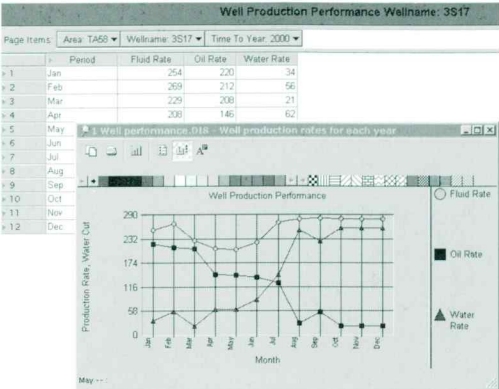 Well Production Performance Wellname: 3S17
Page Items: Area: TA58 Wellname: 3S17 Time To Year: 2000
Period Fluid Rate Oil Rate Water Rate
1 Jan 254 220 34
2 Feb 269 212 56
3 Mar 229 208 21
4 Apr 208 146 62
5 May
6 Jun
7 Jul
8 Aug
9 Sep
10 Oct
11 Nov
12 Dec
1 Well performance.D18 - Well production rates for each year
Well Production Performance
Production Rate, Water Cut
290
232
174
116
58
0
Jan Feb Mar Apr May Jun Jul Aug Sep Oct Nov Dec
Month
Fluid Rate
Oil Rate
Water
Rate
May -- :